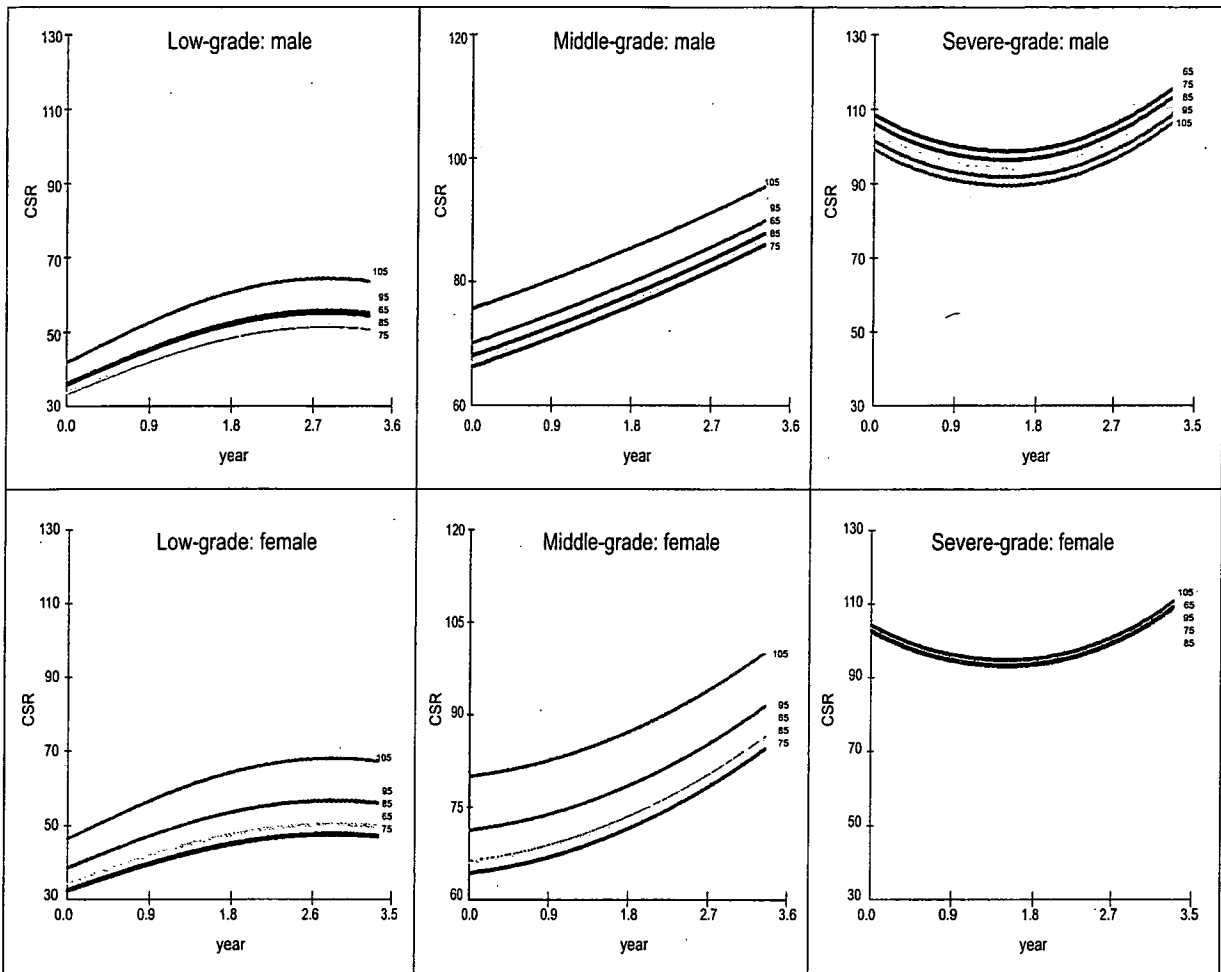 Low-grade: male
130
110
90
70
50
30
CSR
105
95
65
85
75
0.0 0.9 1.8 2.7 3.6
year
Middle-grade: male
120
100
80
60
CSR
105
95
65
85
75
0.0 0.9 1.8 2.7 3.6
year
Severe-grade: male
130
110
90
70
50
30
CSR
65
75
85
95
105
0.0 0.9 1.8 2.7 3.5
year
Low-grade: female
130
110
90
70
50
30
CSR
105
95
85
65
75
0.0 0.9 1.8 2.7 3.5
year
Middle-grade: female
120
90
75
60
CSR
105
95
65
85
75
0.0 0.9 1.8 2.7 3.6
year
Severe-grade: female
130
110
90
70
50
30
CSR
105
65
95
75
85
0.0 0.9 1.8 2.7 3.5
year